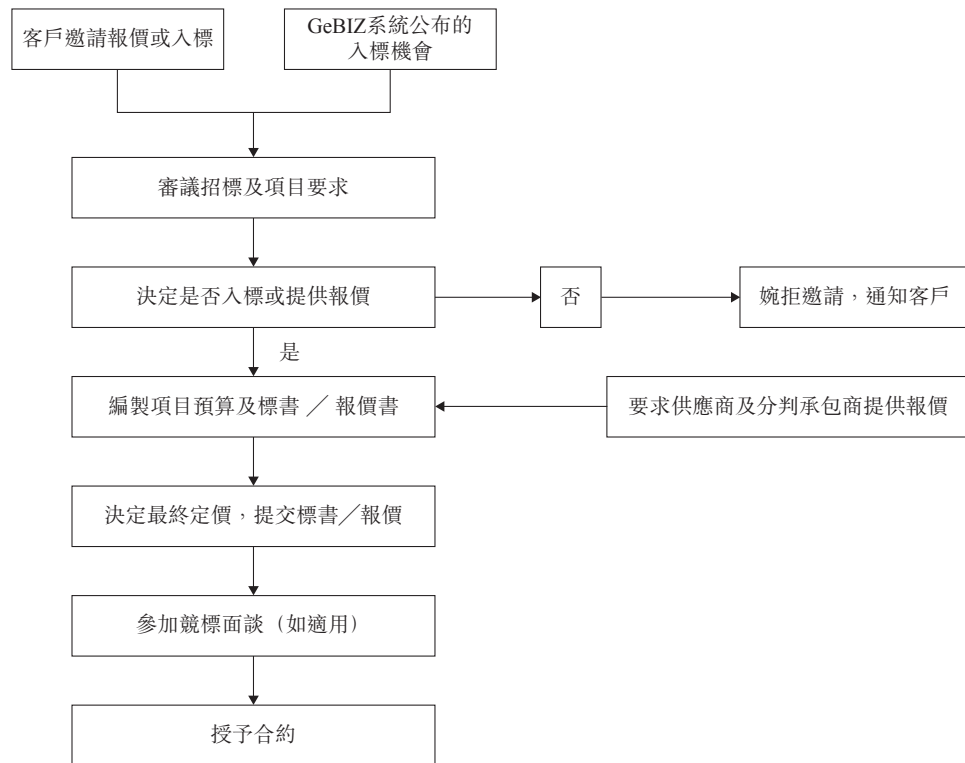 客戶邀請報價或入標
GeBIZ系統公布的
入標機會
審議招標及項目要求
決定是否入標或提供報價
否
婉拒邀請，通知客戶
是
編製項目預算及標書 ／ 報價書
要求供應商及分判承包商提供報價
決定最終定價，提交標書／報價
參加競標面談（如適用）
授予合約